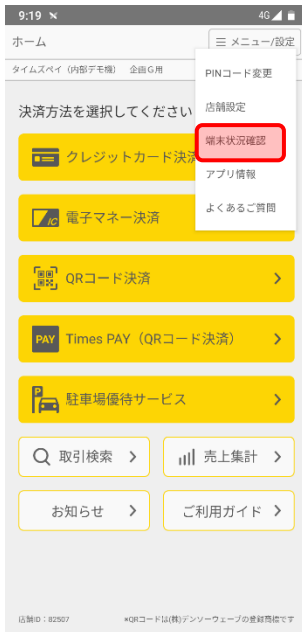 9:19 4G
ホーム
メニュー/設定
タイムズペイ（内部デモ機） 企画G用
PINコード変更
店舗設定
端末状況確認
アプリ情報
よくあるご質問
決済方法を選択してください
クレジットカード決済
電子マネー決済
QRコード決済
PAY Times PAY（QRコード決済）
駐車場優待サービス
取引検索
売上集計
お知らせ
ご利用ガイド
店舗ID：82507
※QRコードは(株)デンソーウェーブの登録商標です